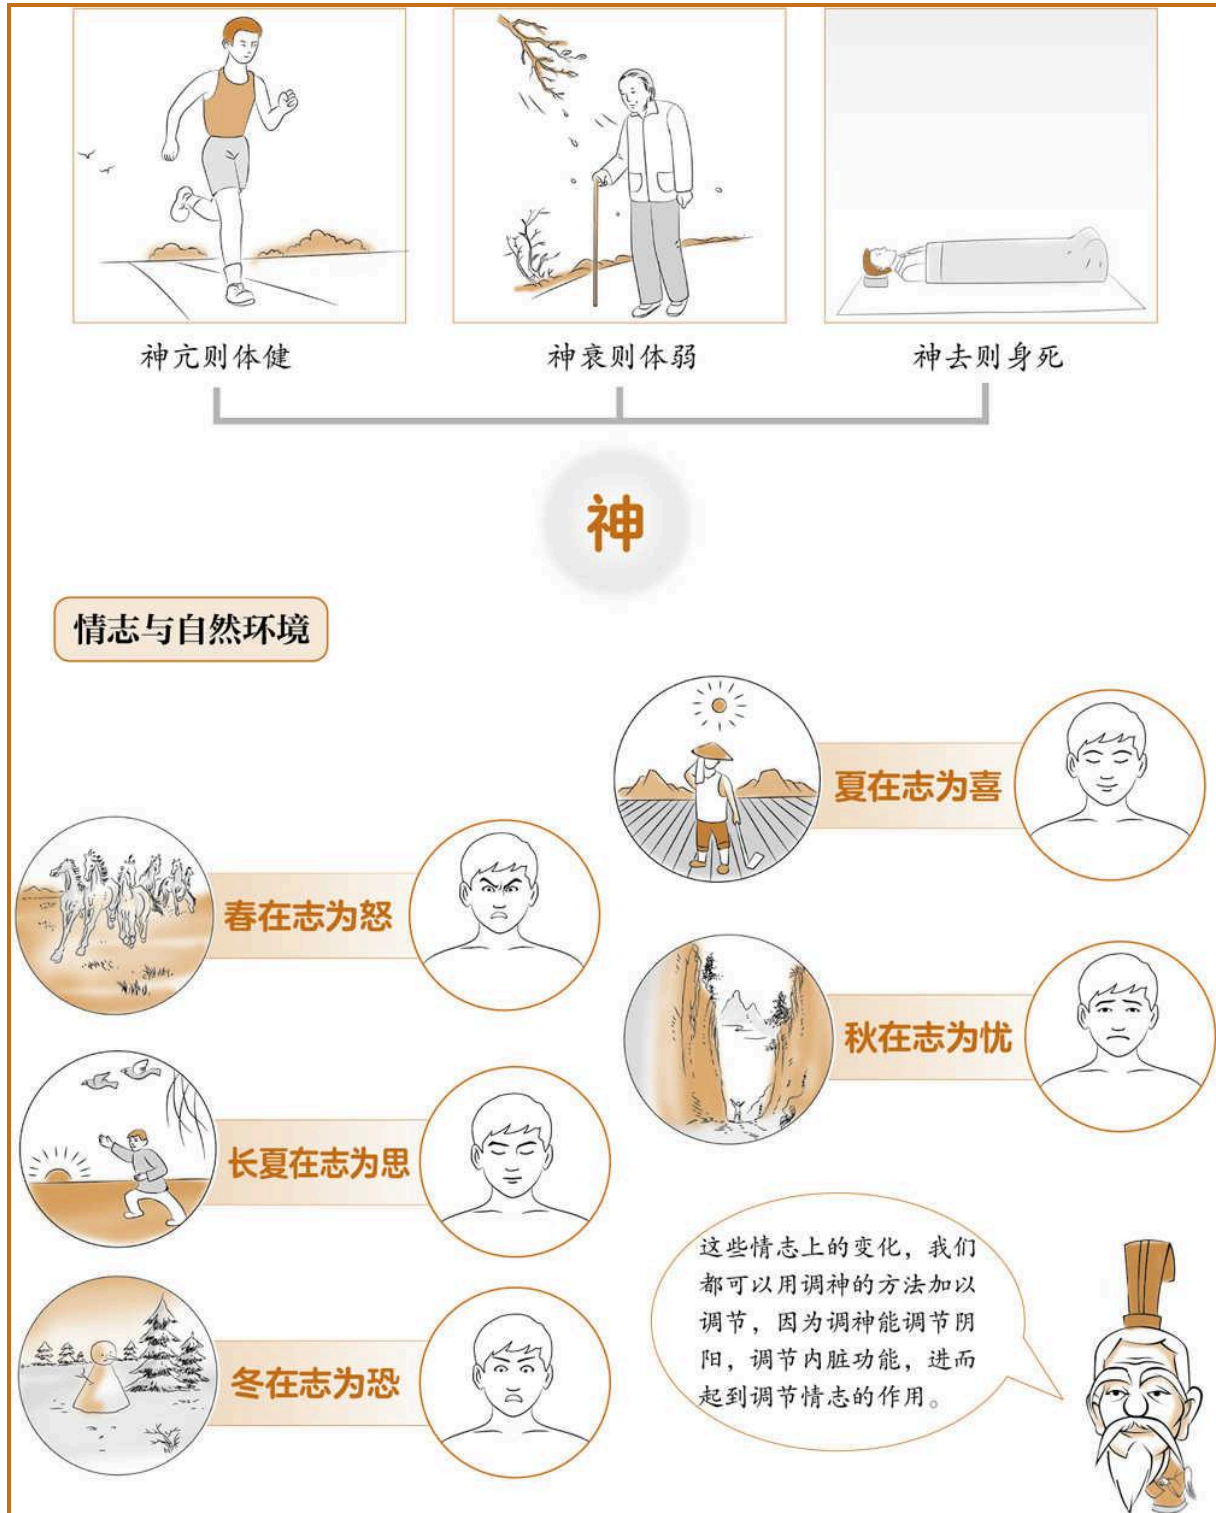 神亢则体健
神衰则体弱
神去则身死
神
情志与自然环境
夏在志为喜
春在志为怒
秋在志为忧
长夏在志为思
冬在志为恐
这些情志上的变化，我们
都可以用调神的方法加以
调节，因为调神能调节阴
阳，调节内脏功能，进而
起到调节情志的作用。